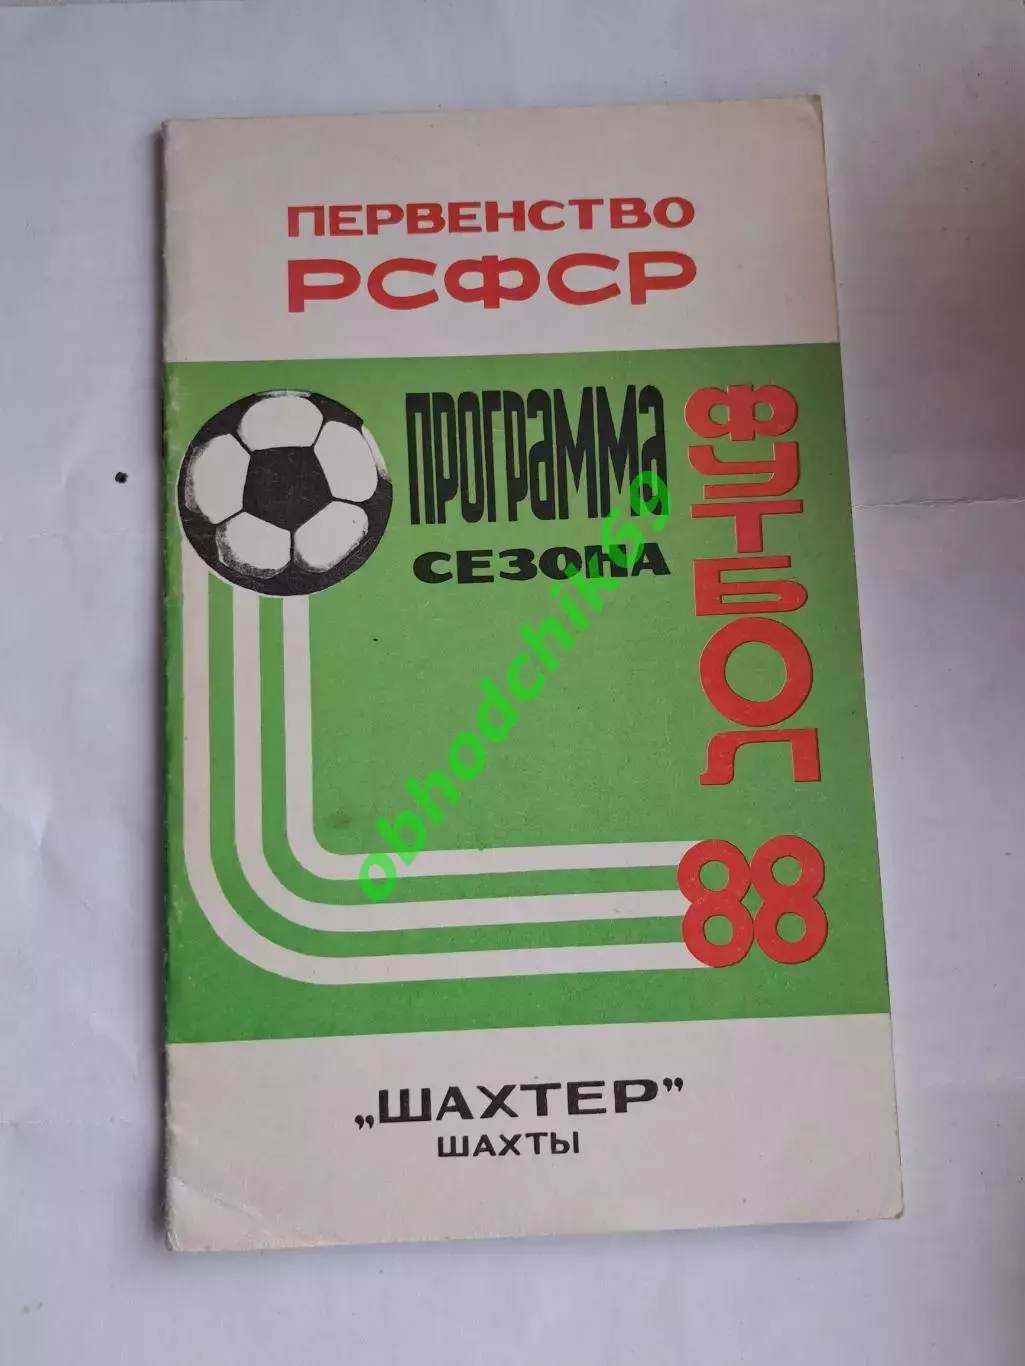 ПЕРВЕНСТВО
РСФСР
ПРОГРАММА
СЕЗОНА
ФУТБОЛ
88
„ШАХТЕР”
ШАХТЫ
obhodchik69